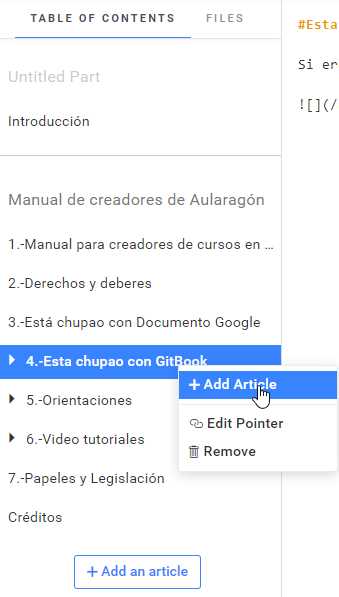 TABLE OF CONTENTS FILES
#Esta
Untitled Part
Si er
Introducción
![](/
Manual de creadores de Aularagón
1.-Manual para creadores de cursos en ...
2.-Derechos y deberes
3.-Está chupao con Documento Google
4.-Esta chupao con GitBook
+ Add Article
5.-Orientaciones
Edit Pointer
6.-Video tutoriales
Remove
7.-Papeles y Legislación
Créditos
+ Add an article